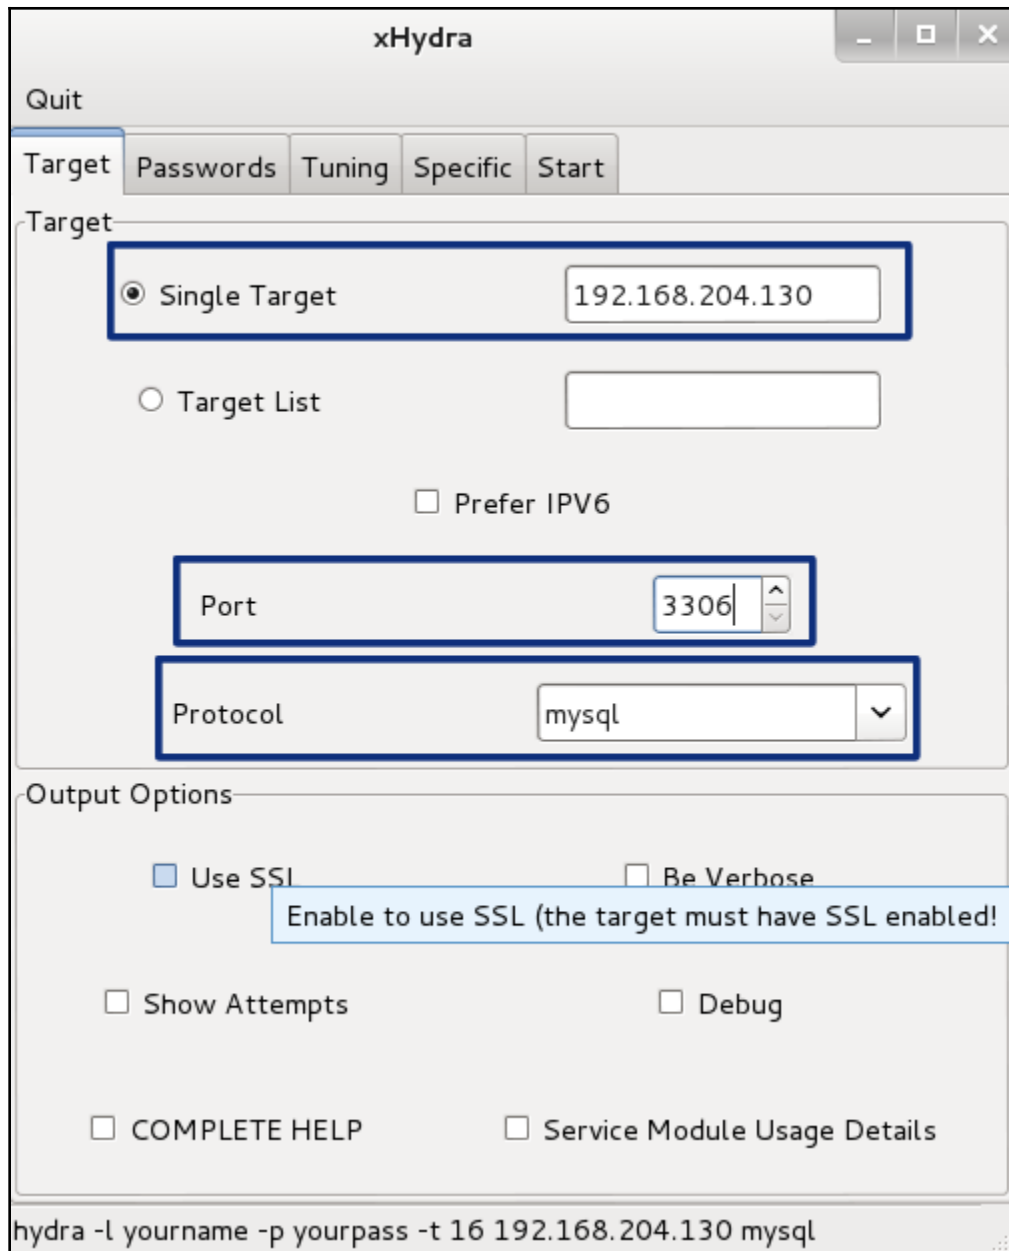 xHydra
Quit
Target Passwords Tuning Specific Start
Target
Single Target 192.168.204.130
Target List
Prefer IPV6
Port 3306
Protocol mysql
Output Options
Use SSL Be Verbose
Enable to use SSL (the target must have SSL enabled!
Show Attempts Debug
COMPLETE HELP Service Module Usage Details
hydra -l yourname -p yourpass -t 16 192.168.204.130 mysql